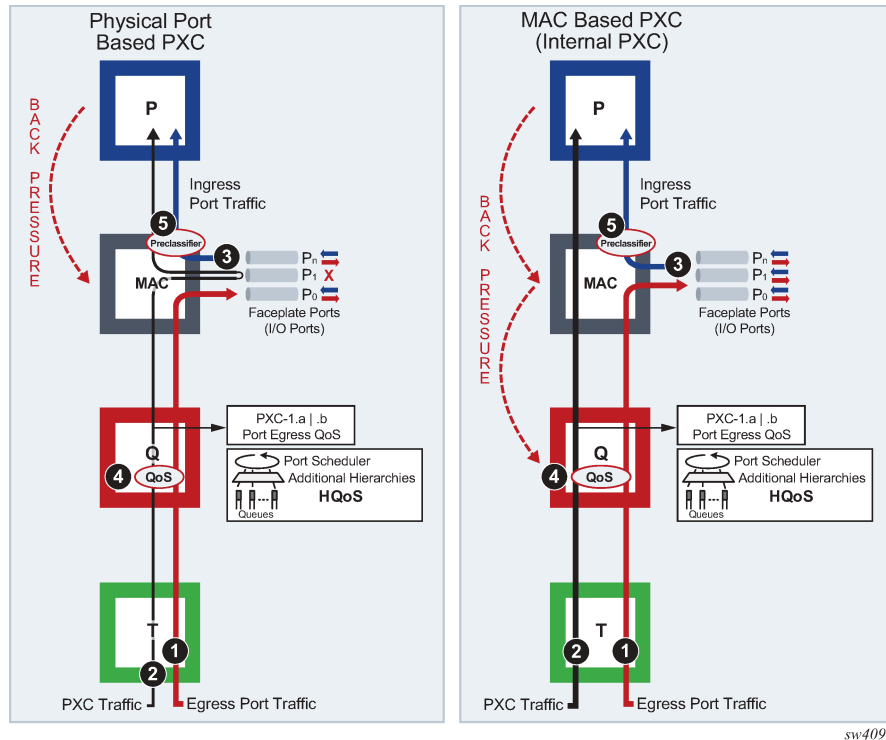 Physical Port
Based PXC
P
BACK PRESSURE
Ingress
Port Traffic
5
Preclassifier
3
MAC
Pn
P1 X
P0
Faceplate Ports
(I/O Ports)
PXC-1.a | .b
Port Egress QoS
Q
4
QoS
Port Scheduler
Additional Hierarchies
HQoS
Queues
T
1
2
PXC Traffic
Egress Port Traffic
MAC Based PXC
(Internal PXC)
P
BACK PRESSURE
Ingress
Port Traffic
5
Preclassifier
3
MAC
Pn
P1
P0
Faceplate Ports
(I/O Ports)
PXC-1.a | .b
Port Egress QoS
Q
4
QoS
Port Scheduler
Additional Hierarchies
HQoS
Queues
T
2
1
PXC Traffic
Egress Port Traffic
sw409